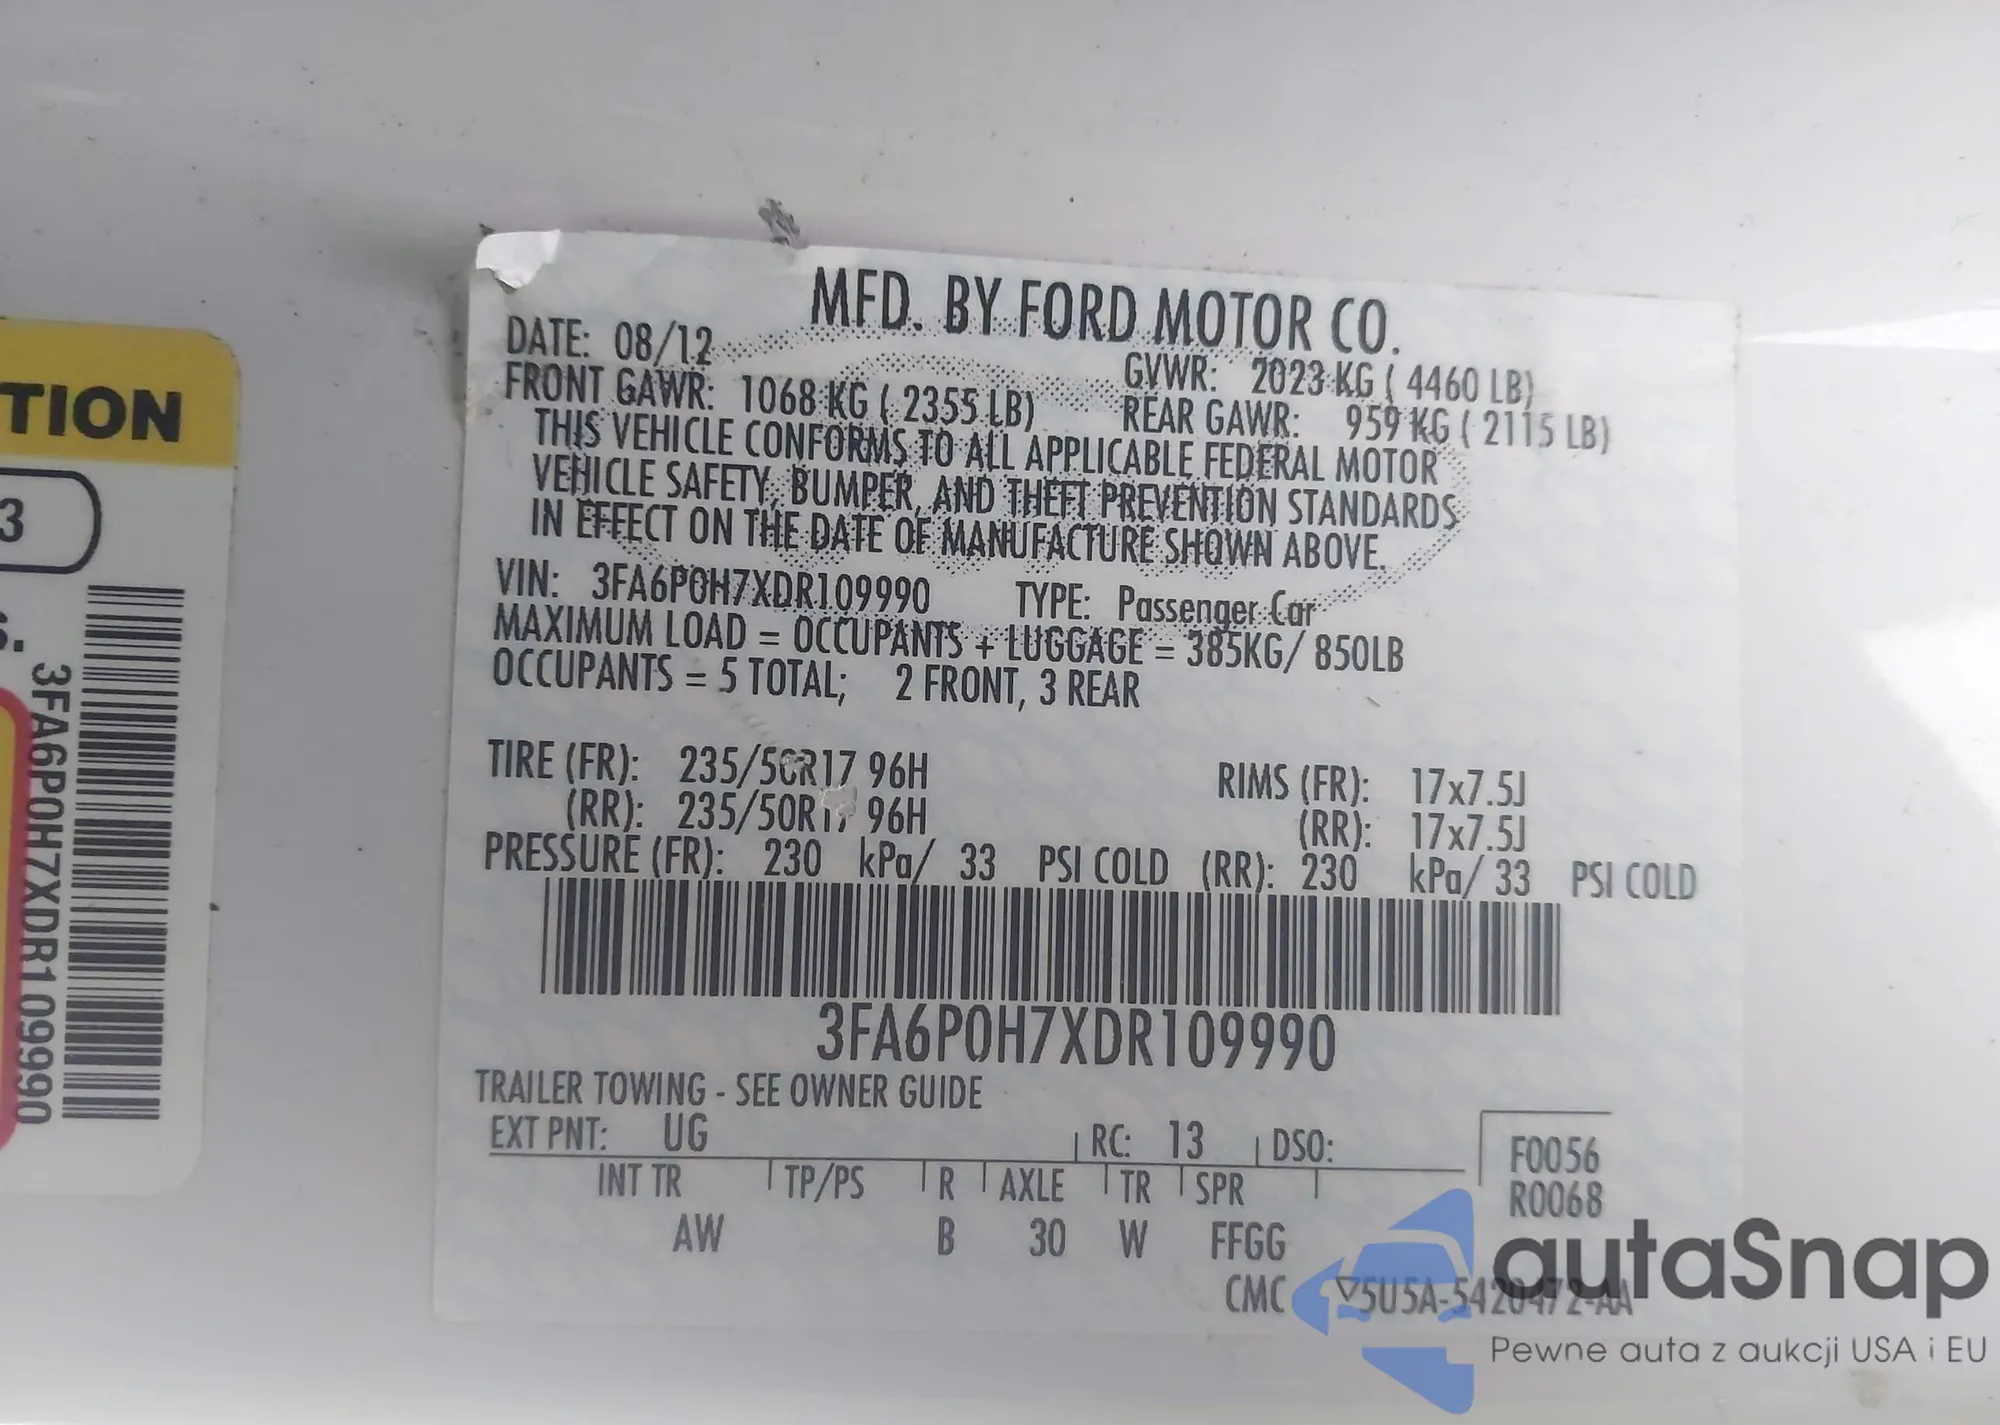 TION
3
S.
3FA6P0H7XDR109990
MFD. BY FORD MOTOR CO.
DATE: 08/12 GVWR: 2023 KG ( 4460 LB)
FRONT GAWR: 1068 KG ( 2355 LB) REAR GAWR: 959 KG ( 2115 LB)
THIS VEHICLE CONFORMS TO ALL APPLICABLE FEDERAL MOTOR
VEHICLE SAFETY, BUMPER, AND THEFT PREVENTION STANDARDS
IN EFFECT ON THE DATE OF MANUFACTURE SHOWN ABOVE.
VIN: 3FA6P0H7XDR109990 TYPE: Passenger Car
MAXIMUM LOAD = OCCUPANTS + LUGGAGE = 385KG/ 850LB
OCCUPANTS = 5 TOTAL; 2 FRONT, 3 REAR
TIRE (FR): 235/50R17 96H RIMS (FR): 17x7.5J
(RR): 235/50R17 96H (RR): 17x7.5J
PRESSURE (FR): 230 kPa/ 33 PSI COLD (RR): 230 kPa/ 33 PSI COLD
3FA6P0H7XDR109990
TRAILER TOWING - SEE OWNER GUIDE
EXT PNT: UG RC: 13 DSO: F0056
INT TR TP/PS R AXLE TR SPR R0068
AW B 30 W FFGG
CMC ▽5U5A-5420472-AA
autaSnap
Pewne auta z aukcji USA i EU